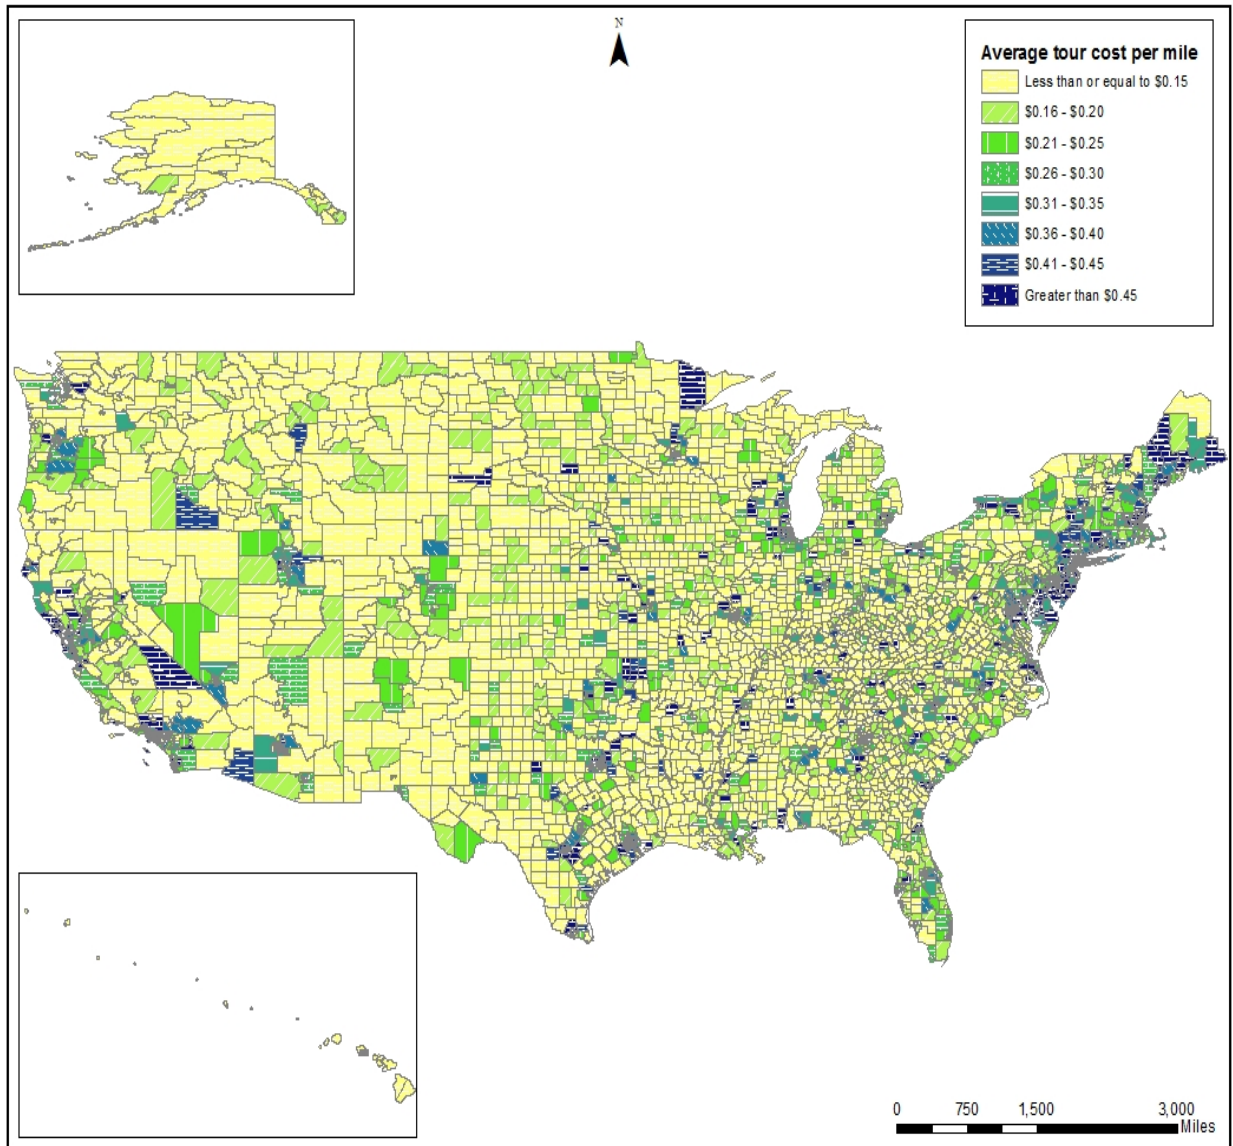 N
Average tour cost per mile
Less than or equal to $0.15
$0.16 - $0.20
$0.21 - $0.25
$0.26 - $0.30
$0.31 - $0.35
$0.36 - $0.40
$0.41 - $0.45
Greater than $0.45
0 750 1,500 3,000
Miles